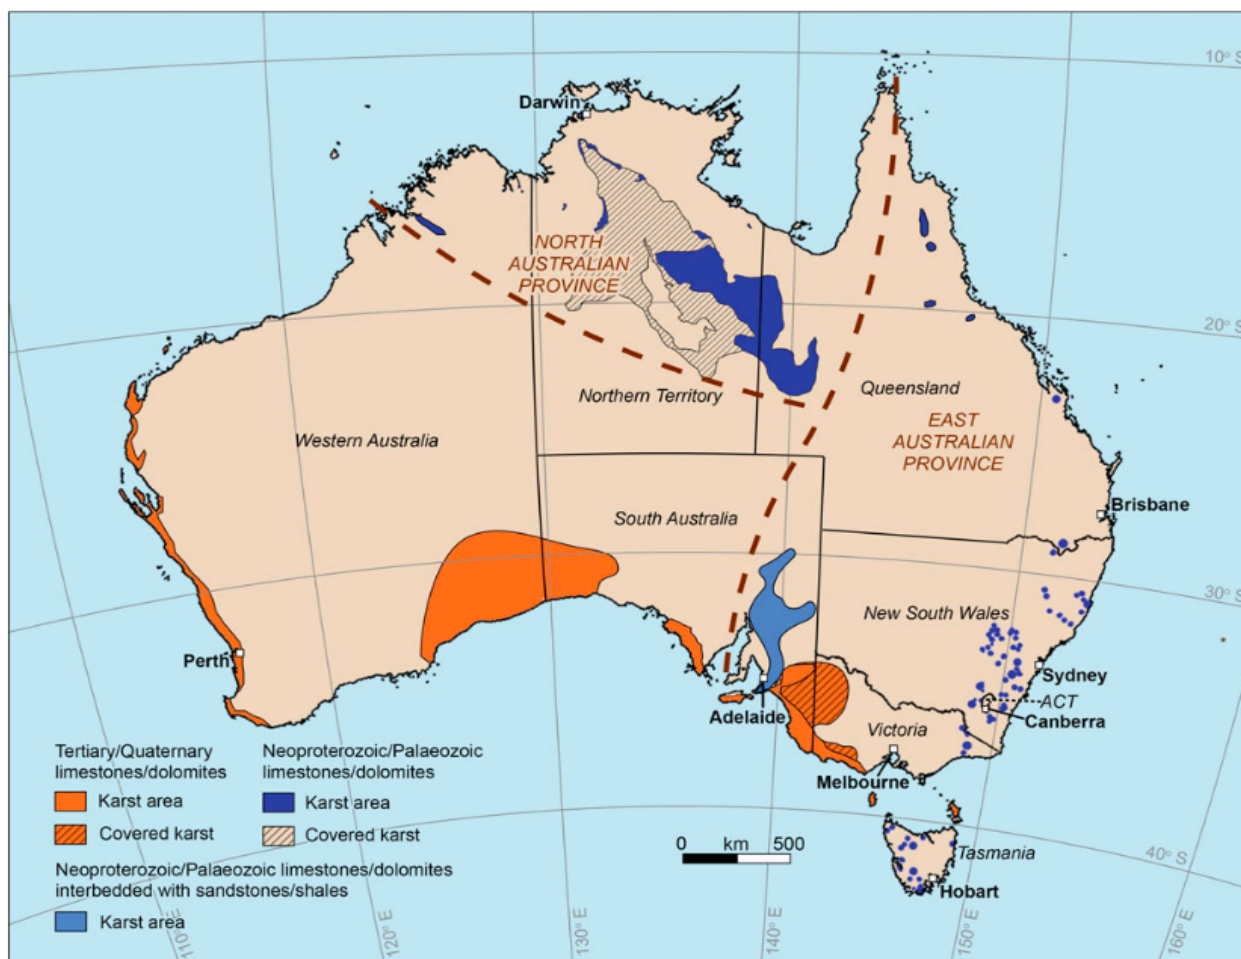 10° S
Darwin
NORTH
AUSTRALIAN
PROVINCE
20° S
Northern Territory
Queensland
Western Australia
EAST
AUSTRALIAN
PROVINCE
South Australia
Brisbane
30° S
New South Wales
Perth
Sydney
ACT
Adelaide
Canberra
Victoria
Melbourne
Tertiary/Quaternary
limestones/dolomites
Karst area
Covered karst
Neoproterozoic/Palaeozoic
limestones/dolomites
Karst area
Covered karst
Neoproterozoic/Palaeozoic limestones/dolomites
interbedded with sandstones/shales
Karst area
0 km 500
Tasmania
40° S
Hobart
110° E
120° E
130° E
140° E
150° E
160° E